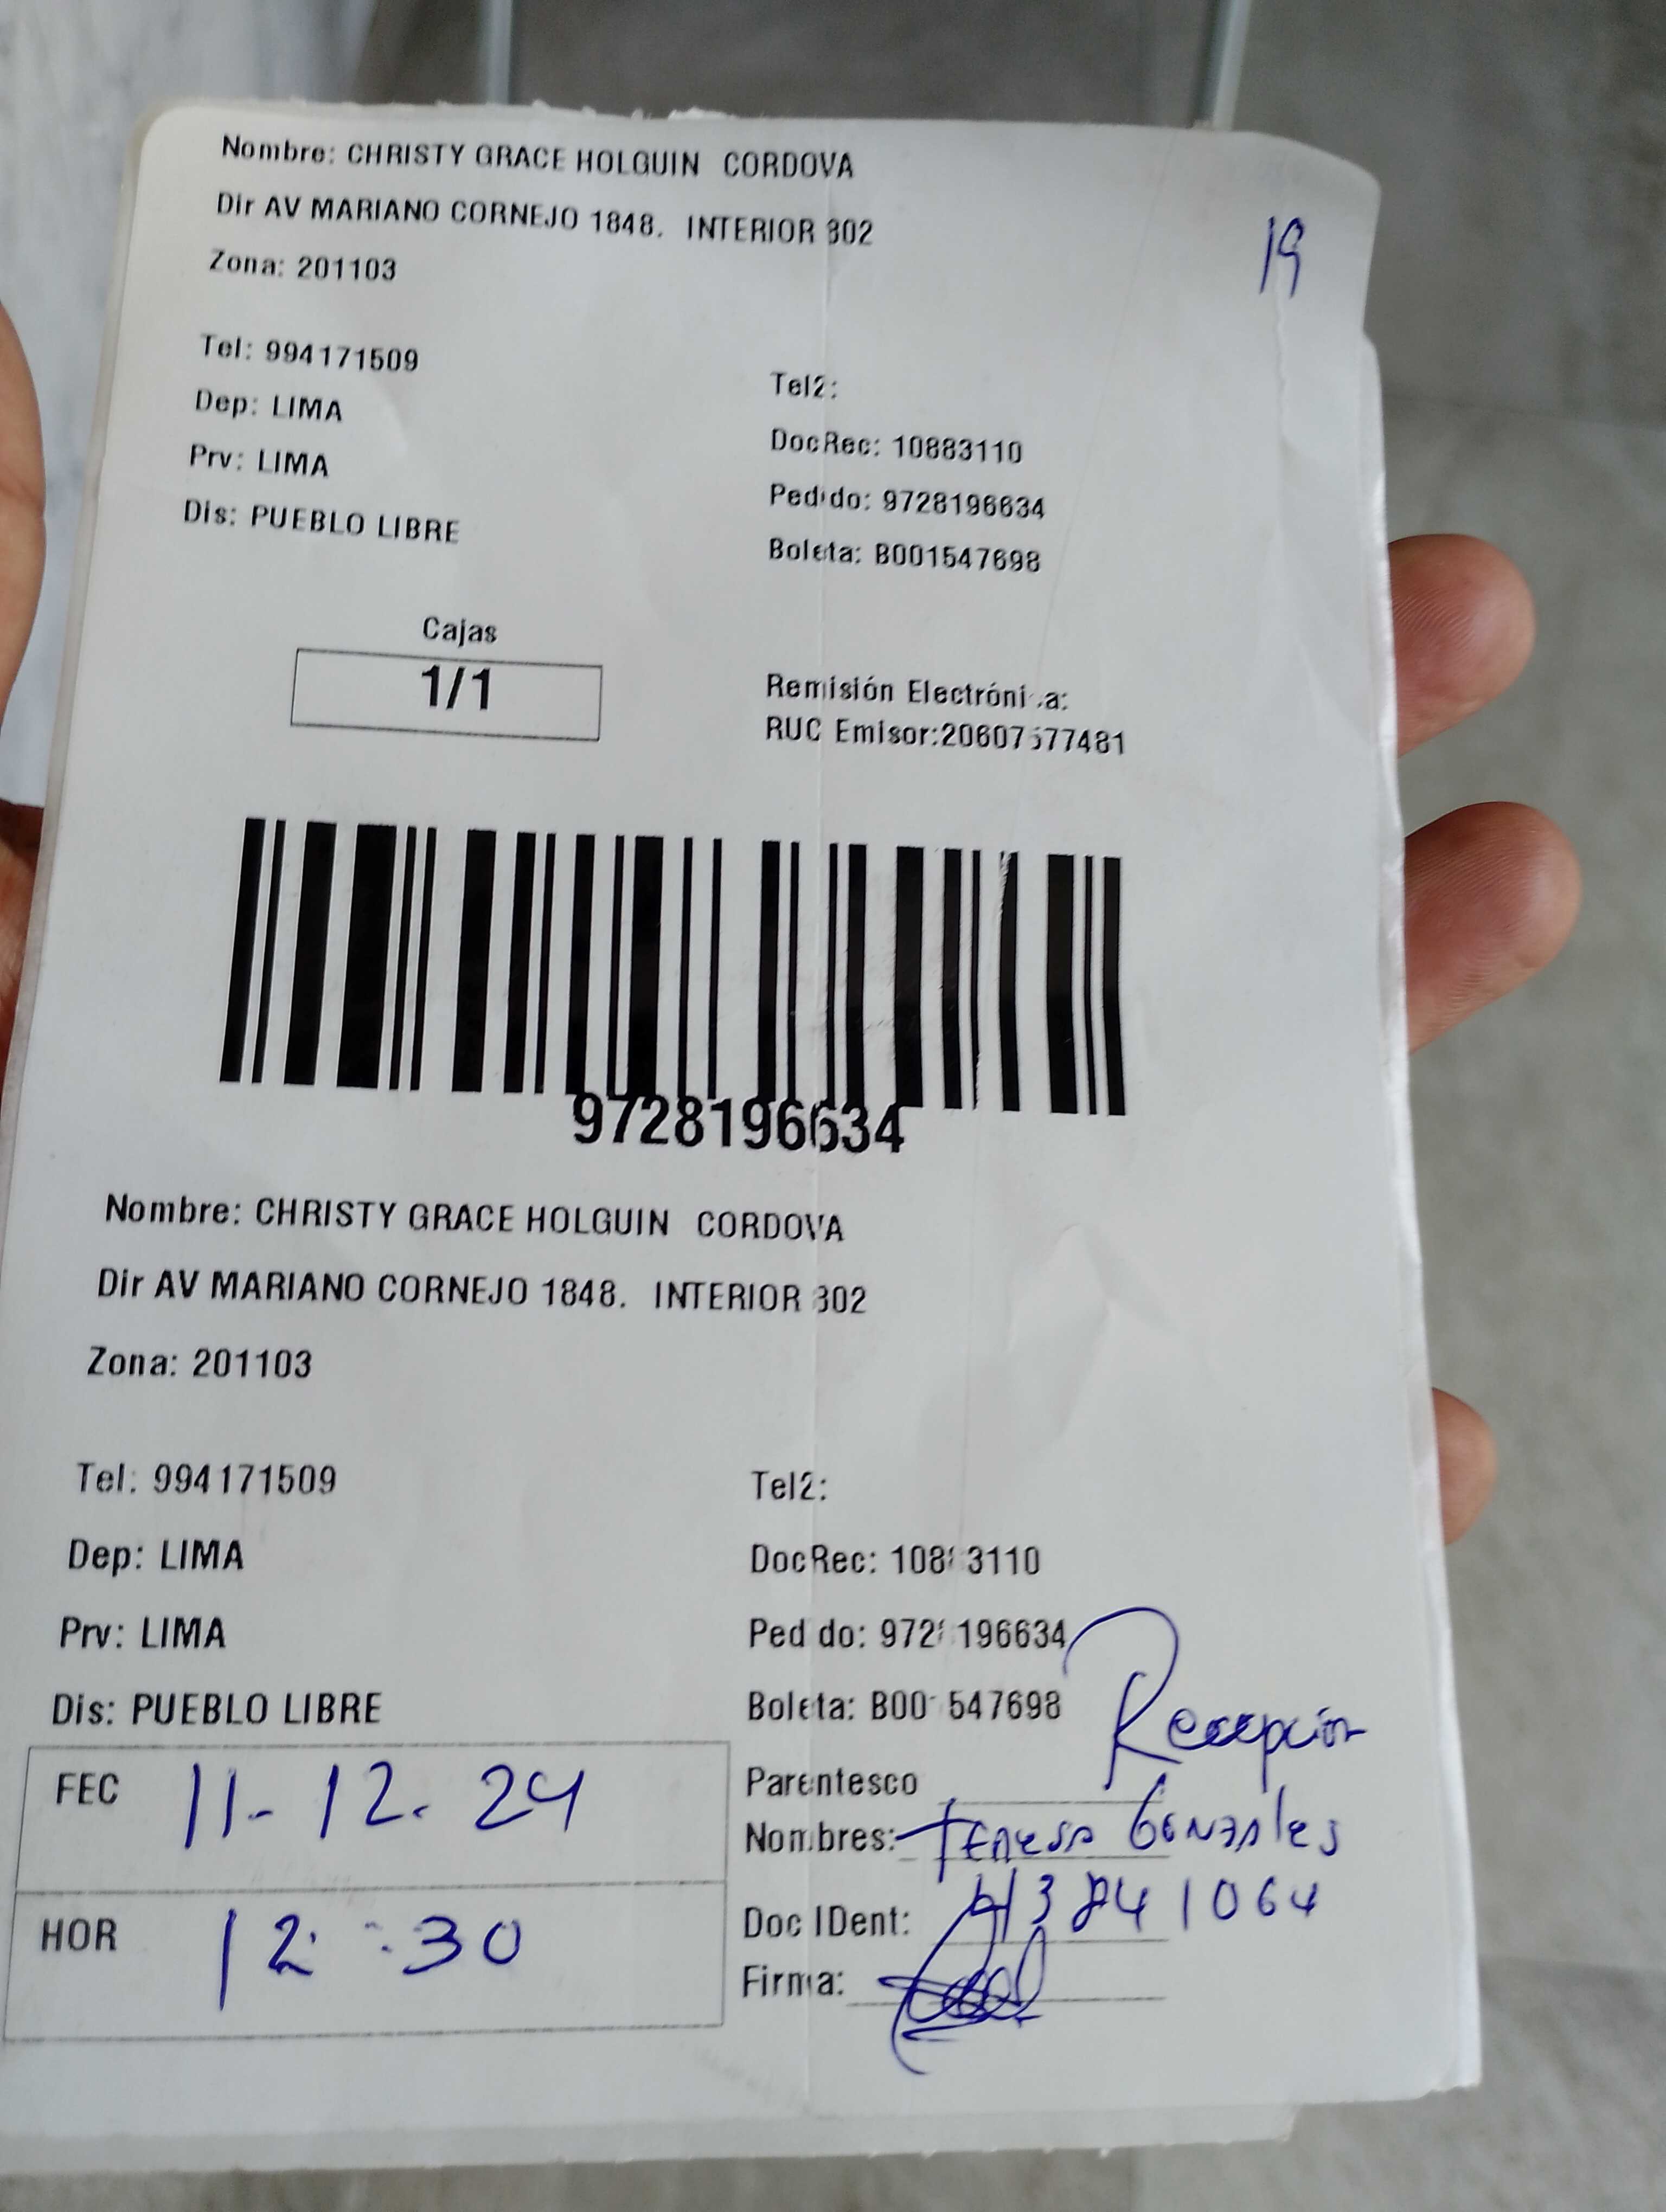 Nombre: CHRISTY GRACE HOLGUIN CORDOVA
19
Dir AV MARIANO CORNEJO 1848. INTERIOR 302
Zona: 201103
Tel: 994171509
Tel2:
Dep: LIMA
DocRec: 10883110
Prv: LIMA
Pedido: 9728196634
Dis: PUEBLO LIBRE
Boleta: B001547698
Cajas
1/1
Remisión Electróni.a:
RUC Emisor:20607577481
9728196634
Nombre: CHRISTY GRACE HOLGUIN CORDOVA
Dir AV MARIANO CORNEJO 1848. INTERIOR 302
Zona: 201103
Tel: 994171509
Tel2:
Dep: LIMA
DocRec: 10883110
Prv: LIMA
Ped do: 9728196634
Dis: PUEBLO LIBRE
Boleta: B001547698
Recepción
FEC 11-12-24
Parentesco
Nombres: Teresa Gonzales
HOR 12:30
Doc IDent:
Firma: